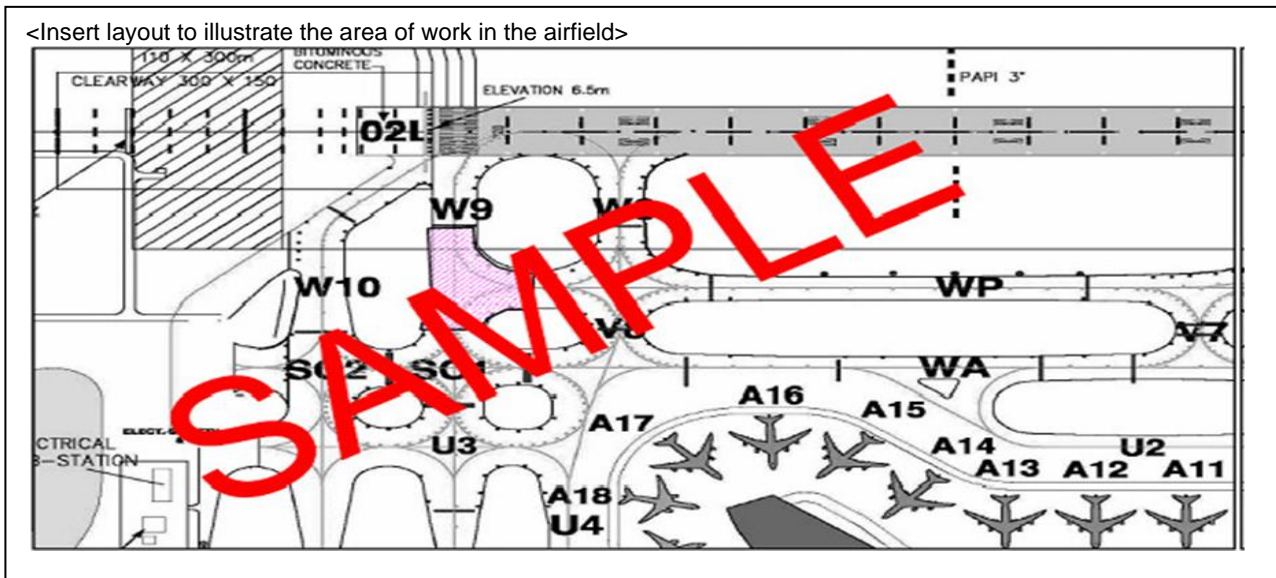 <Insert layout to illustrate the area of work in the airfield>
110 X 300m
BITUMINOUS
CONCRETE
CLEARWAY 300 X 150
ELEVATION 6.5m
PAPI 3°
02L
W9
W10
WP
SC2
SC1
V7
WA
A16
A17
A15
U3
A14
U2
A13
A12
A11
A18
U4
SAMPLE